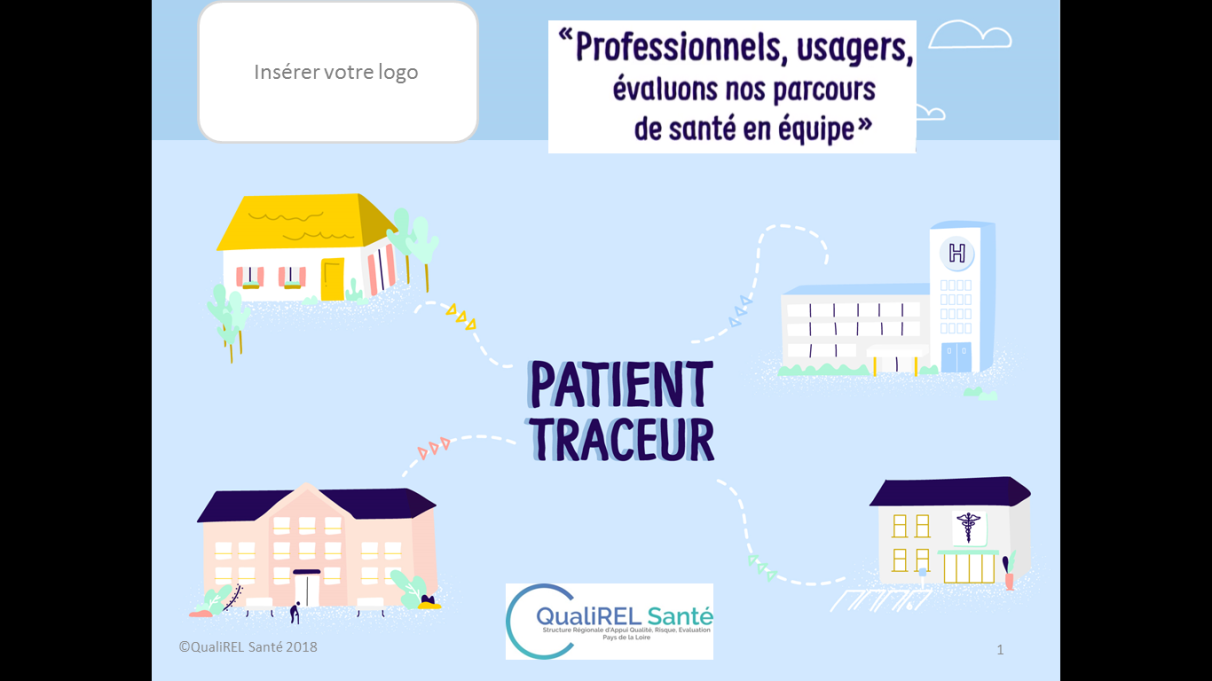 Insérer votre logo
“Professionnels, usagers,
évaluons nos parcours
de santé en équipe”
H
PATIENT
TRACEUR
QualiREL Santé
Structure Régionale d'Appui Qualité, Risque, Evaluation
Pays de la Loire
©QualiREL Santé 2018
1